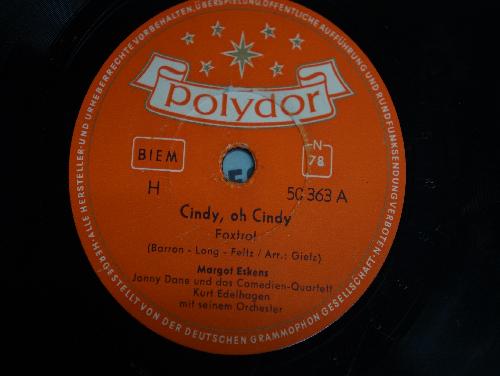 ALLE HERSTELLER- UND URHEBERRECHTE VORBEHALTEN. ÜBERSPIELUNG, ÖFFENTLICHE AUFFÜHRUNG UND RUNDFUNKSENDUNG VERBOTEN.
polydor
BIEM
N
78
H
50 363 A
Cindy, oh Cindy
Foxtrot
(Barron - Long - Feltz / Arr.: Gietz)
Margot Eskens
Jonny Dane und das Comedien-Quartett
Kurt Edelhagen
mit seinem Orchester
HERGESTELLT VON DER DEUTSCHEN GRAMMOPHON GESELLSCHAFT